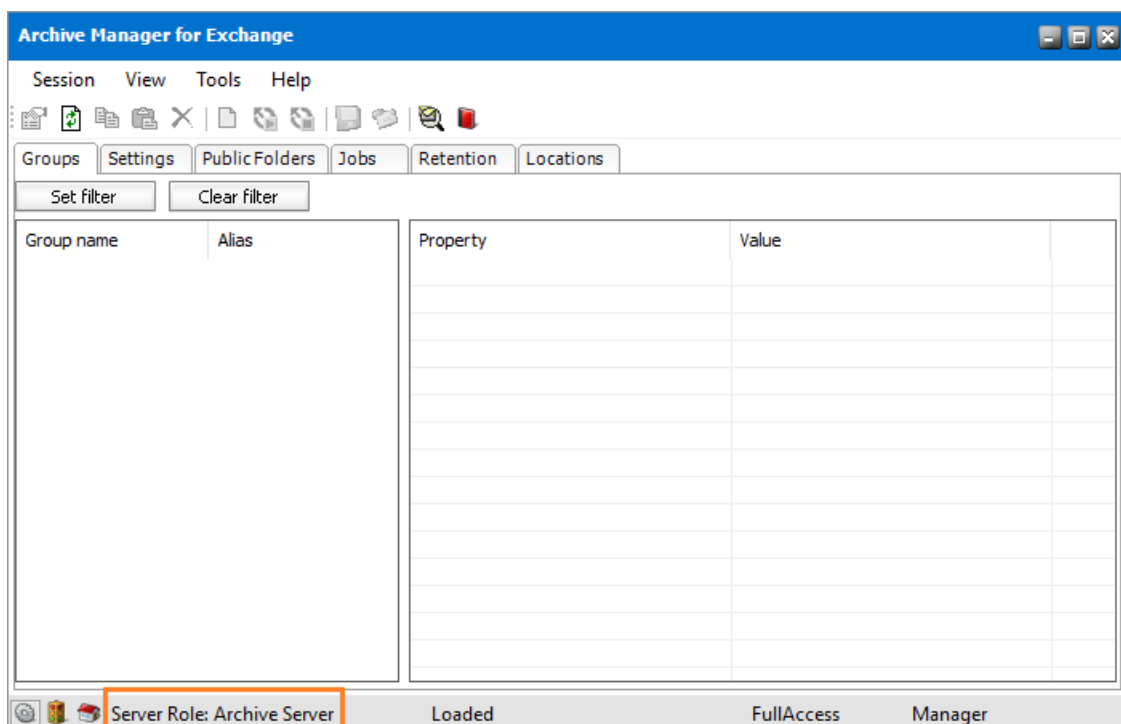 Archive Manager for Exchange
Session View Tools Help
Groups Settings Public Folders Jobs Retention Locations
Set filter Clear filter
Group name Alias Property Value
Server Role: Archive Server Loaded FullAccess Manager